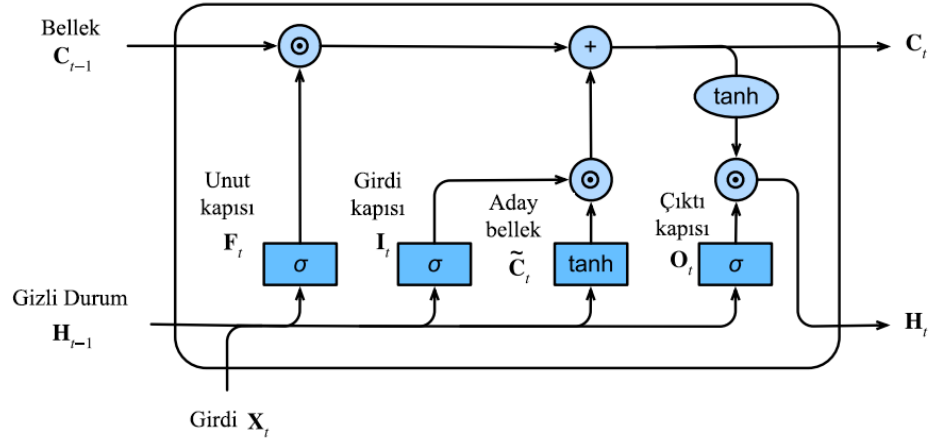 Bellek
C_{t-1}
+
C_t
tanh
Unut
kapısı
F_t
Girdi
kapısı
I_t
Aday
bellek
C̃_t
Çıktı
kapısı
O_t
σ
σ
tanh
σ
Gizli Durum
H_{t-1}
H_t
Girdi X_t